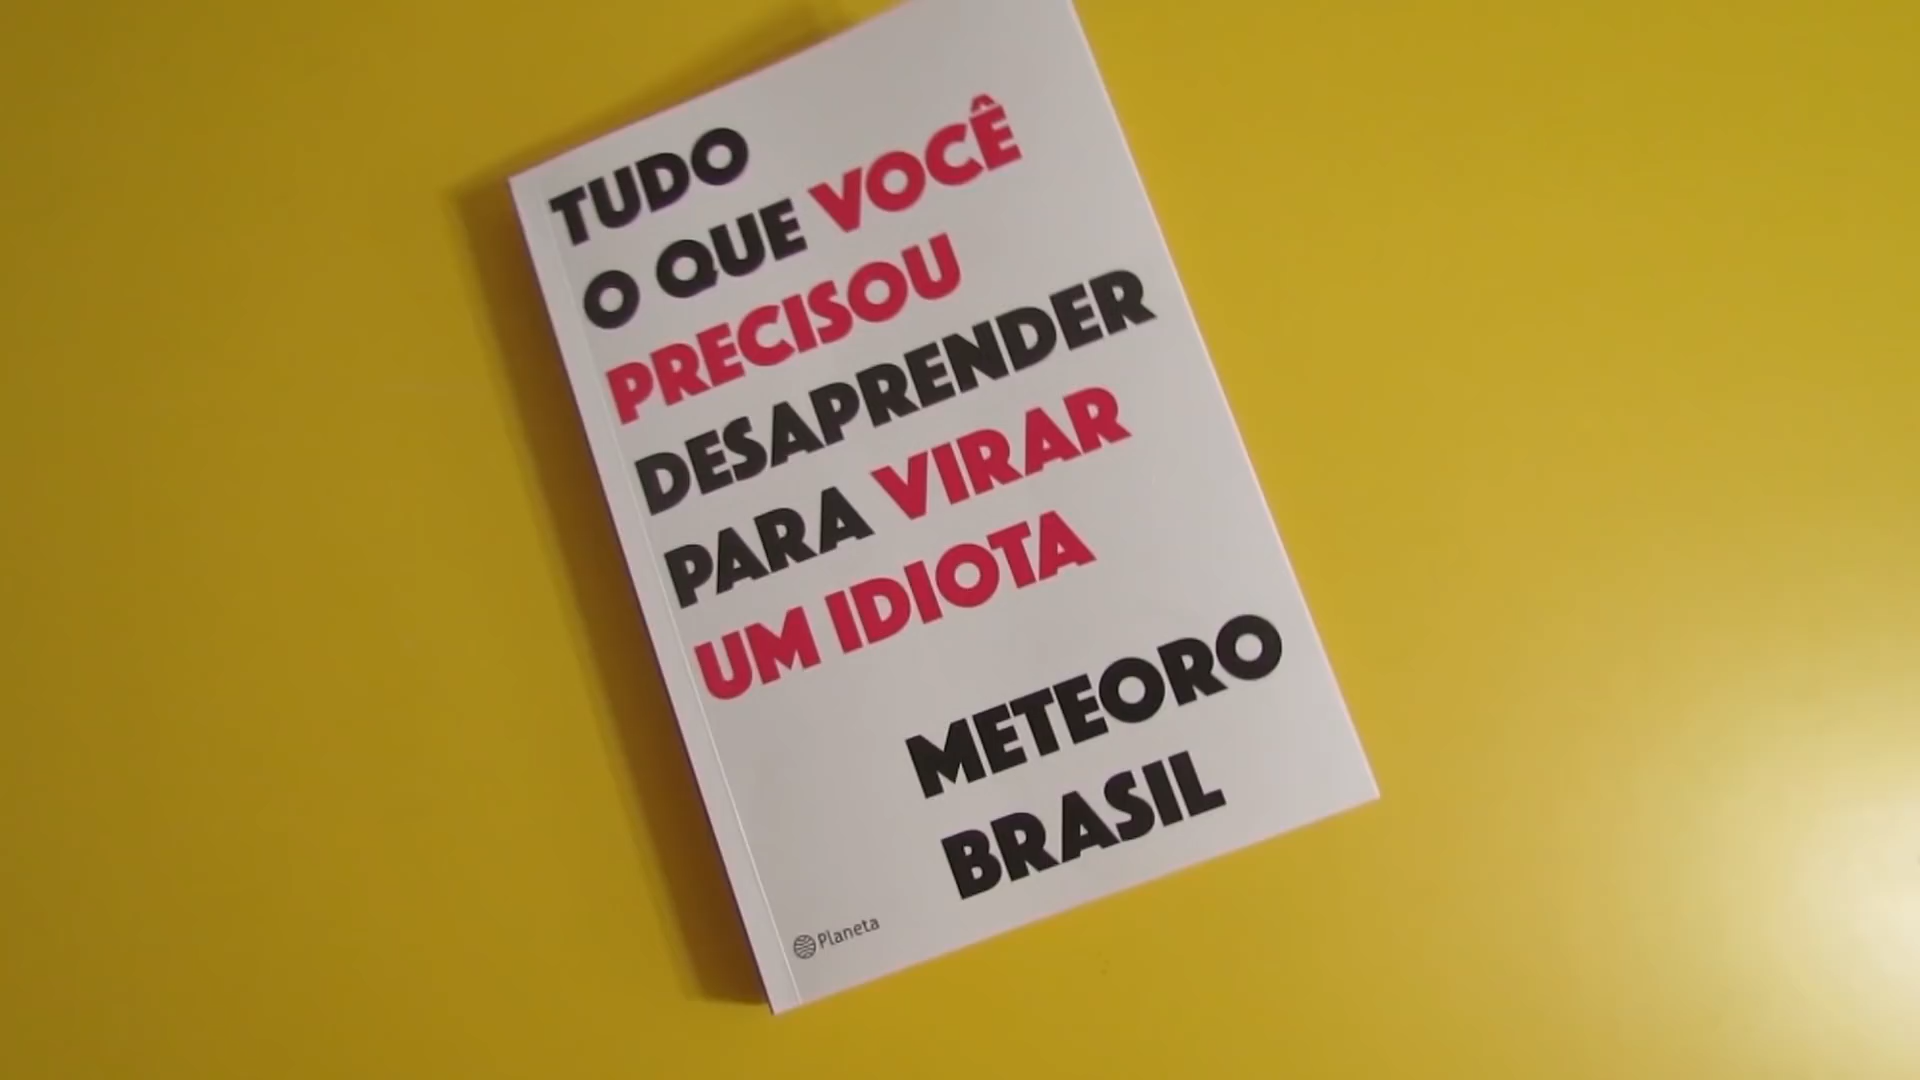 TUDO
O QUE VOCÊ
PRECISOU
DESAPRENDER
PARA VIRAR
UM IDIOTA
METEORO
BRASIL
Planeta